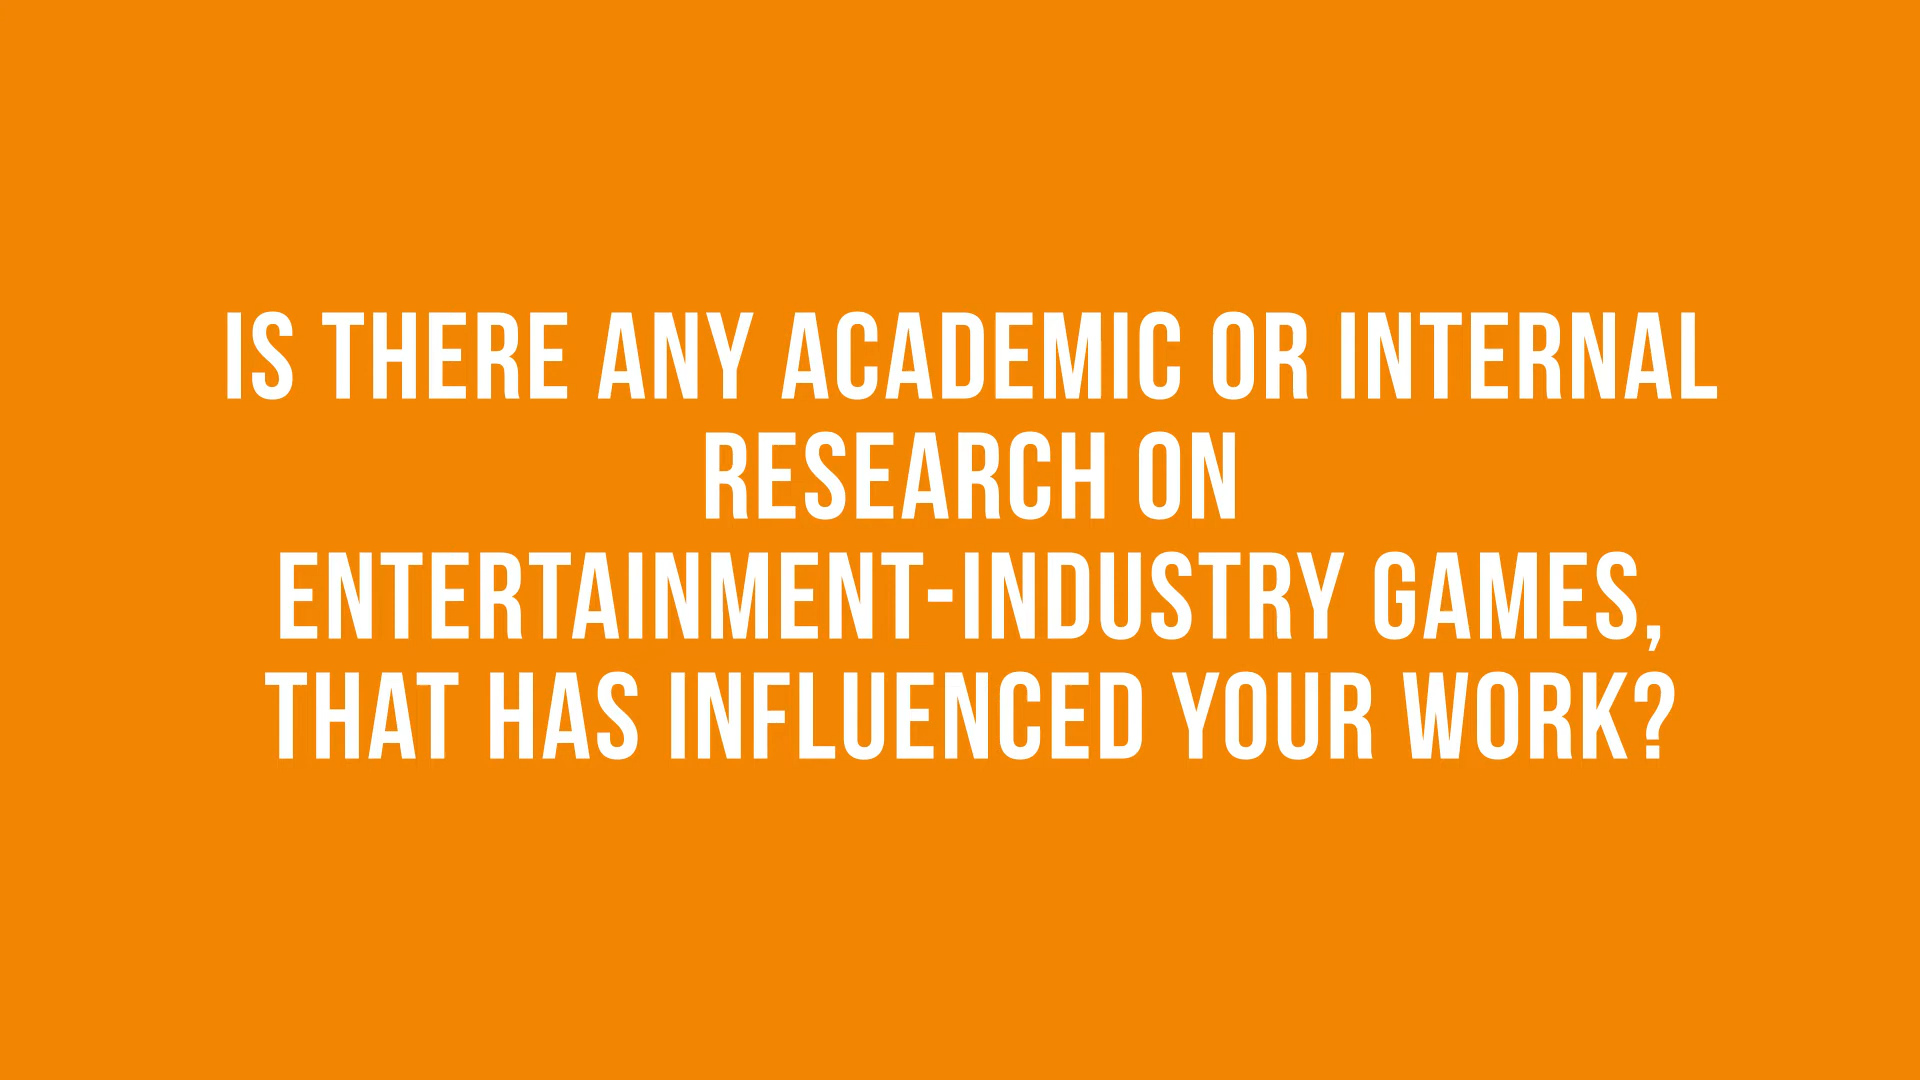 IS THERE ANY ACADEMIC OR INTERNAL
RESEARCH ON
ENTERTAINMENT-INDUSTRY GAMES,
THAT HAS INFLUENCED YOUR WORK?